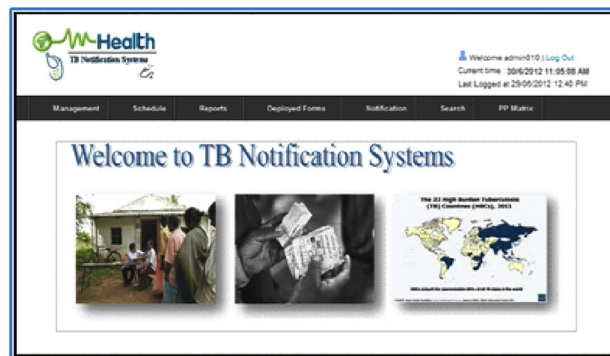 mHealth
TB Notification Systems
Welcome admin010 | Log Out
Current time : 30/6/2012 11:05:08 AM
Last Logged at 29/06/2012 12:40 PM
Management Schedule Reports Deployed Forms Notification Search PP Matrix
Welcome to TB Notification Systems
The 22 High Burden Tuberculosis
(TB) Countries (HBCs), 2011